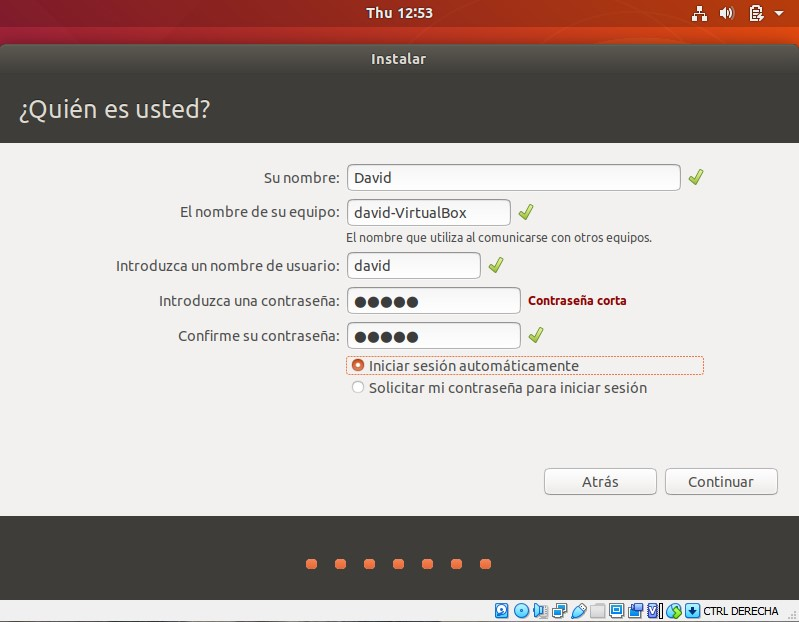 Thu 12:53
Instalar
¿Quién es usted?
Su nombre: David
El nombre de su equipo: david-VirtualBox
El nombre que utiliza al comunicarse con otros equipos.
Introduzca un nombre de usuario: david
Introduzca una contraseña: ●●●●● Contraseña corta
Confirme su contraseña: ●●●●●
Iniciar sesión automáticamente
Solicitar mi contraseña para iniciar sesión
Atrás Continuar
CTRL DERECHA